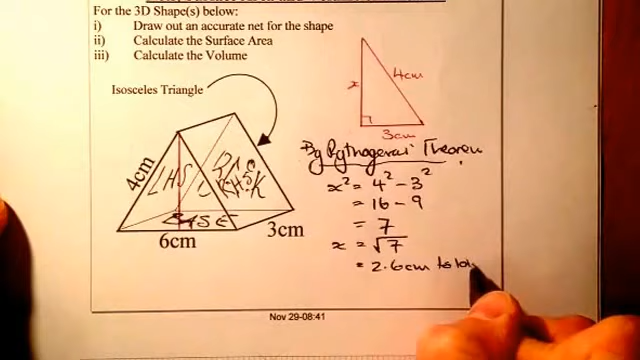 For the 3D Shape(s) below:
i) Draw out an accurate net for the shape
ii) Calculate the Surface Area
iii) Calculate the Volume
Isosceles Triangle
x
4cm
3cm
By Pythagoras' Theorem
x² = 4² - 3²
= 16 - 9
= 7
x = √7
= 2.6cm to
4cm
LHS
BASE
6cm
3cm
Nov 29-08:41